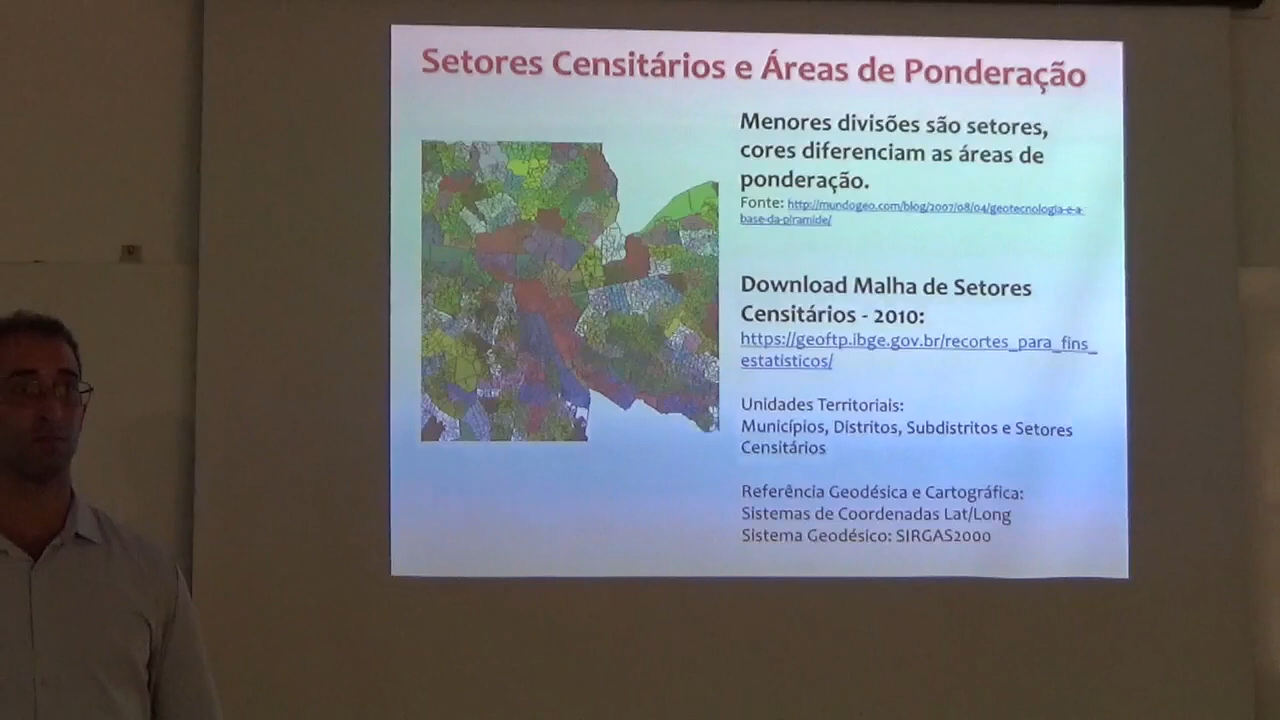 Setores Censitários e Áreas de Ponderação
Menores divisões são setores,
cores diferenciam as áreas de
ponderação.
Fonte: http://mundogeo.com/blog/2007/08/04/geotecnologia-e-a-
base-da-piramide/
Download Malha de Setores
Censitários - 2010:
https://geoftp.ibge.gov.br/recortes_para_fins_
estatisticos/
Unidades Territoriais:
Municípios, Distritos, Subdistritos e Setores
Censitários
Referência Geodésica e Cartográfica:
Sistemas de Coordenadas Lat/Long
Sistema Geodésico: SIRGAS2000